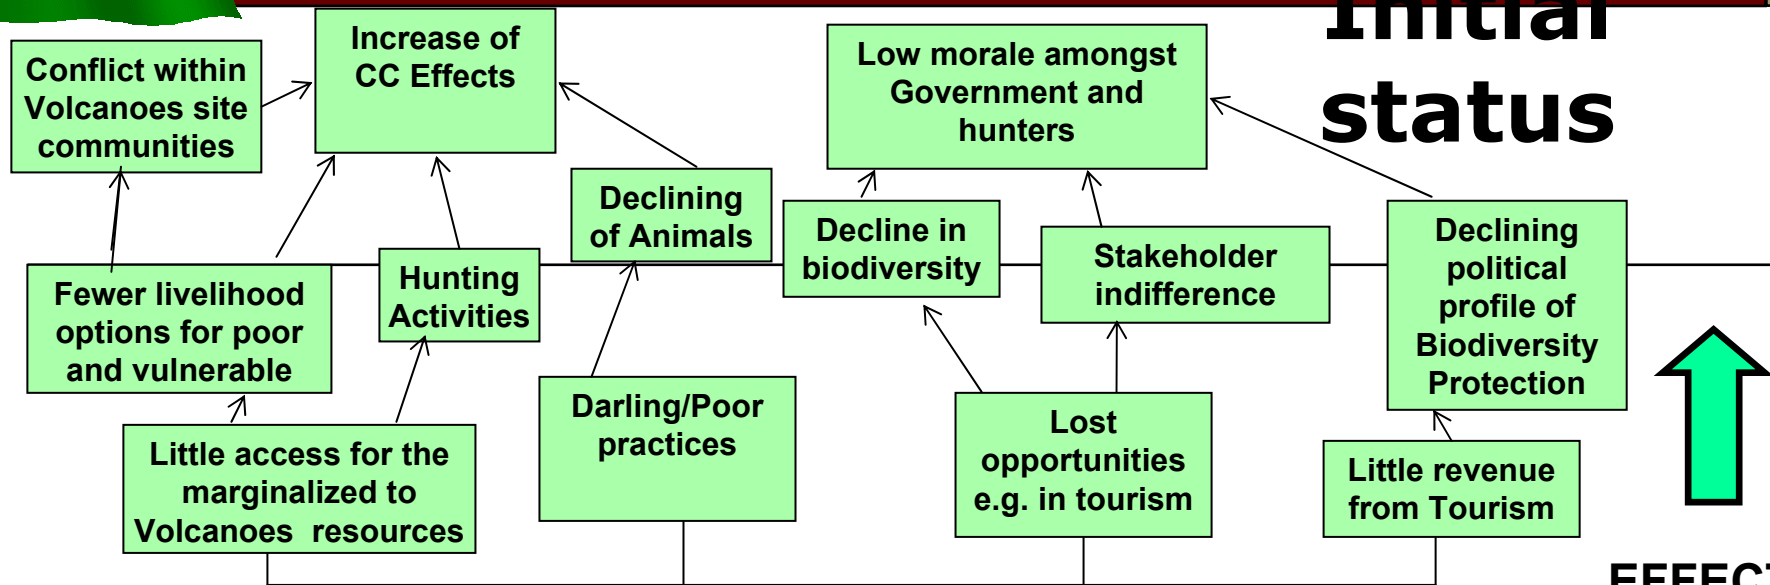 Initial
status
Conflict within
Volcanoes site
communities
Increase of
CC Effects
Low morale amongst
Government and
hunters
Declining
of Animals
Decline in
biodiversity
Stakeholder
indifference
Declining
political
profile of
Biodiversity
Protection
Fewer livelihood
options for poor
and vulnerable
Hunting
Activities
Darling/Poor
practices
Lost
opportunities
e.g. in tourism
Little access for the
marginalized to
Volcanoes resources
Little revenue
from Tourism
EFFECT